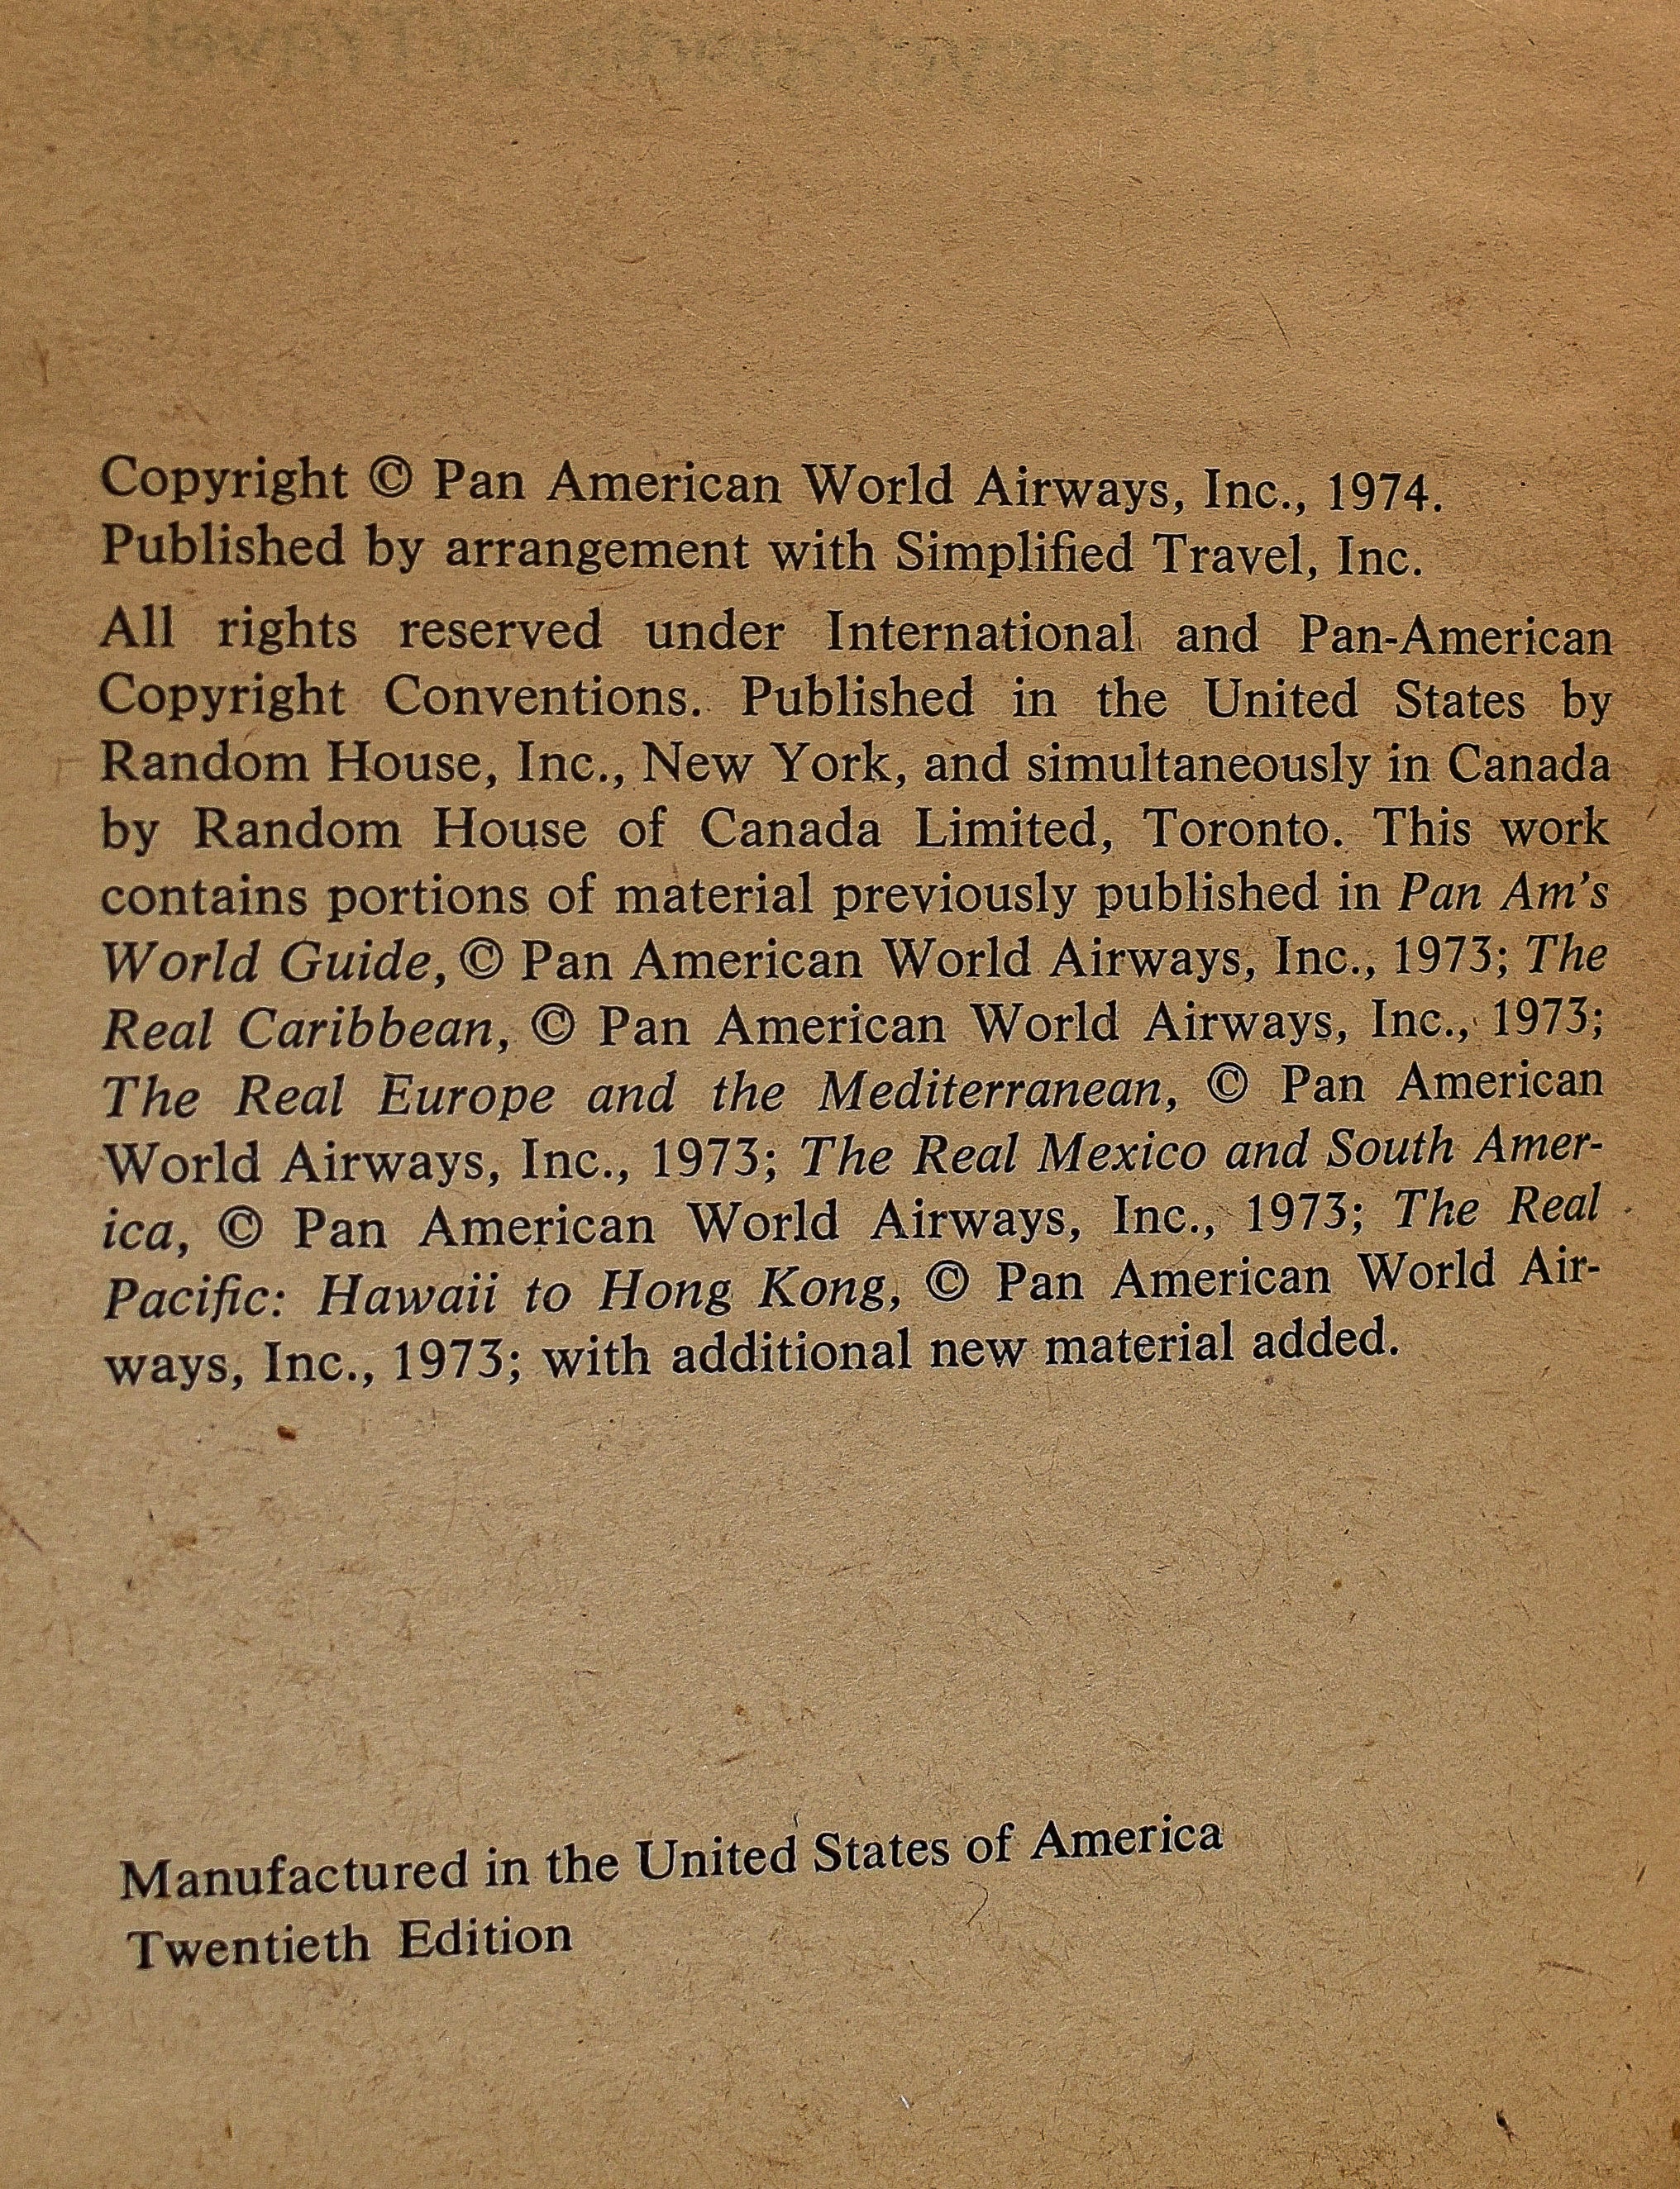 Copyright © Pan American World Airways, Inc., 1974.
Published by arrangement with Simplified Travel, Inc.
All rights reserved under International and Pan-American
Copyright Conventions. Published in the United States by
Random House, Inc., New York, and simultaneously in Canada
by Random House of Canada Limited, Toronto. This work
contains portions of material previously published in Pan Am's
World Guide, © Pan American World Airways, Inc., 1973; The
Real Caribbean, © Pan American World Airways, Inc., 1973;
The Real Europe and the Mediterranean, © Pan American
World Airways, Inc., 1973; The Real Mexico and South Amer-
ica, © Pan American World Airways, Inc., 1973; The Real
Pacific: Hawaii to Hong Kong, © Pan American World Air-
ways, Inc., 1973; with additional new material added.
Manufactured in the United States of America
Twentieth Edition